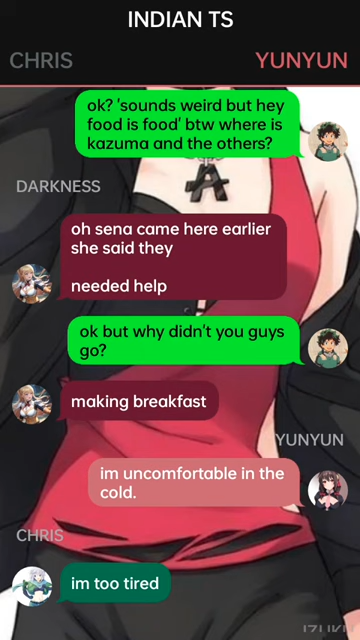 INDIAN TS
CHRIS YUNYUN
ok? 'sounds weird but hey
food is food' btw where is
kazuma and the others?
DARKNESS
oh sena came here earlier
she said they
needed help
ok but why didn't you guys
go?
making breakfast
YUNYUN
im uncomfortable in the
cold.
CHRIS
im too tired